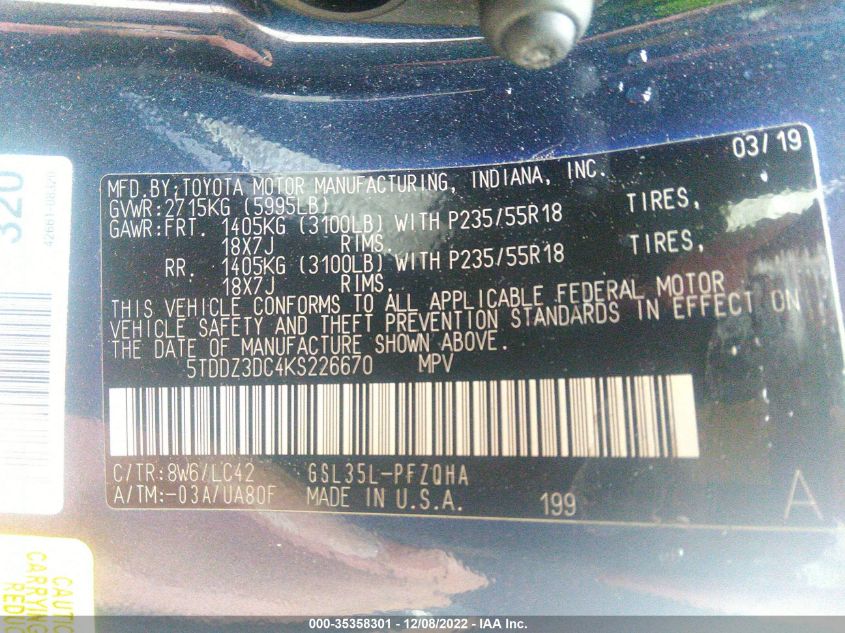 03/19
MFD.BY:TOYOTA MOTOR MANUFACTURING, INDIANA, INC.
GVWR:2715KG (5995LB)
GAWR:FRT. 1405KG (3100LB) WITH P235/55R18 TIRES,
18X7J RIMS.
RR. 1405KG (3100LB) WITH P235/55R18 TIRES,
18X7J RIMS.
THIS VEHICLE CONFORMS TO ALL APPLICABLE FEDERAL MOTOR
VEHICLE SAFETY AND THEFT PREVENTION STANDARDS IN EFFECT ON
THE DATE OF MANUFACTURE SHOWN ABOVE.
5TDDZ3DC4KS226670 MPV
C/TR:8W6/LC42 GSL35L-PFZQHA
A/TM:-03A/UA80F MADE IN U.S.A. 199 A
320
42661-08320
CAUTI
CARRYING
REDUC
000-35358301 - 12/08/2022 - IAA Inc.